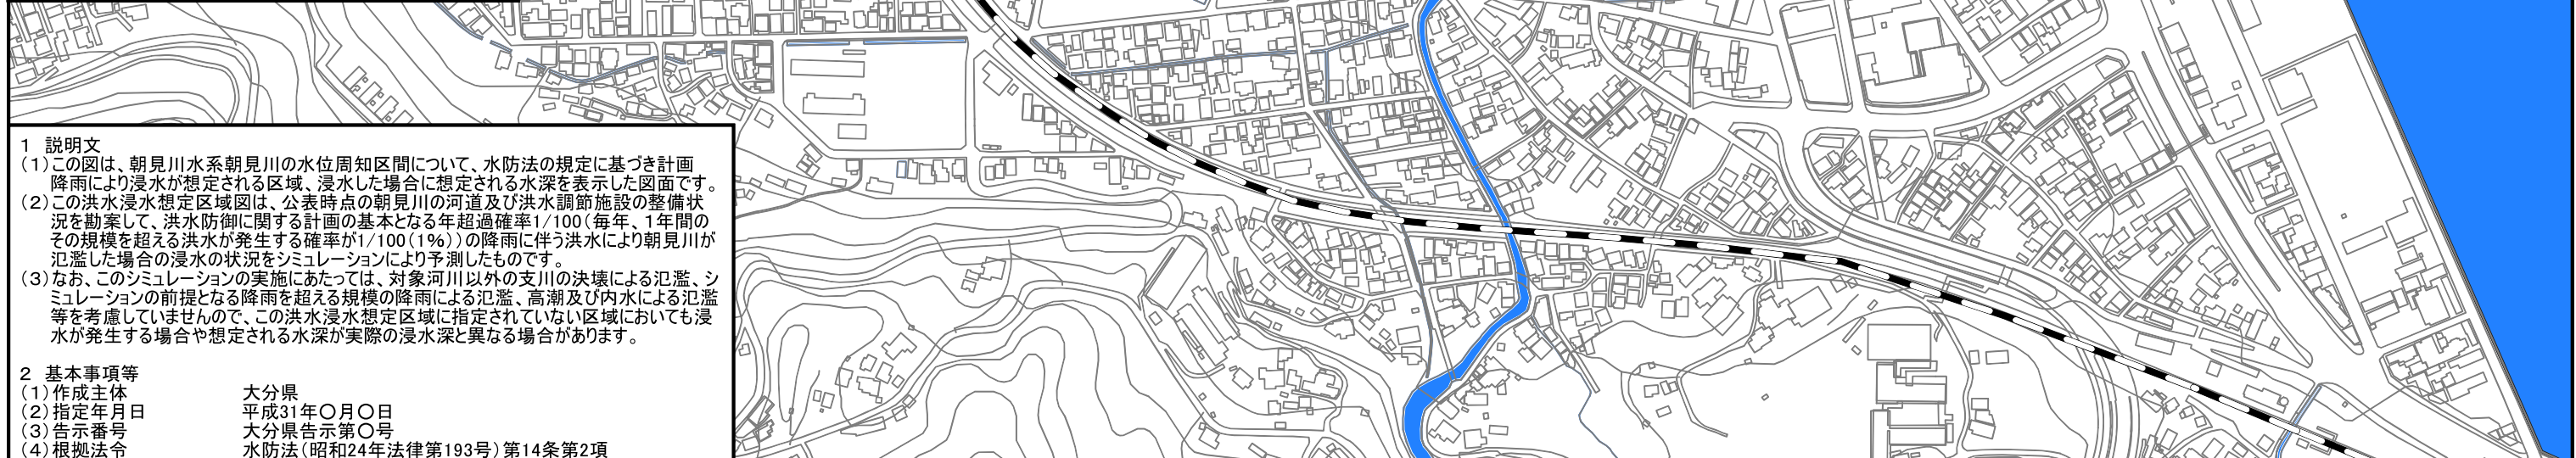 1 説明文
(1)この図は、朝見川水系朝見川の水位周知区間について、水防法の規定に基づき計画
降雨により浸水が想定される区域、浸水した場合に想定される水深を表示した図面です。
(2)この洪水浸水想定区域図は、公表時点の朝見川の河道及び洪水調節施設の整備状
況を勘案して、洪水防御に関する計画の基本となる年超過確率1/100(毎年、1年間の
その規模を超える洪水が発生する確率が1/100(1%))の降雨に伴う洪水により朝見川が
氾濫した場合の浸水の状況をシミュレーションにより予測したものです。
(3)なお、このシミュレーションの実施にあたっては、対象河川以外の支川の決壊による氾濫、シ
ミュレーションの前提となる降雨を超える規模の降雨による氾濫、高潮及び内水による氾濫
等を考慮していませんので、この洪水浸水想定区域に指定されていない区域においても浸
水が発生する場合や想定される水深が実際の浸水深と異なる場合があります。
2 基本事項等
(1)作成主体 大分県
(2)指定年月日 平成31年〇月〇日
(3)告示番号 大分県告示第〇号
(4)根拠法令 水防法(昭和24年法律第193号)第14条第2項